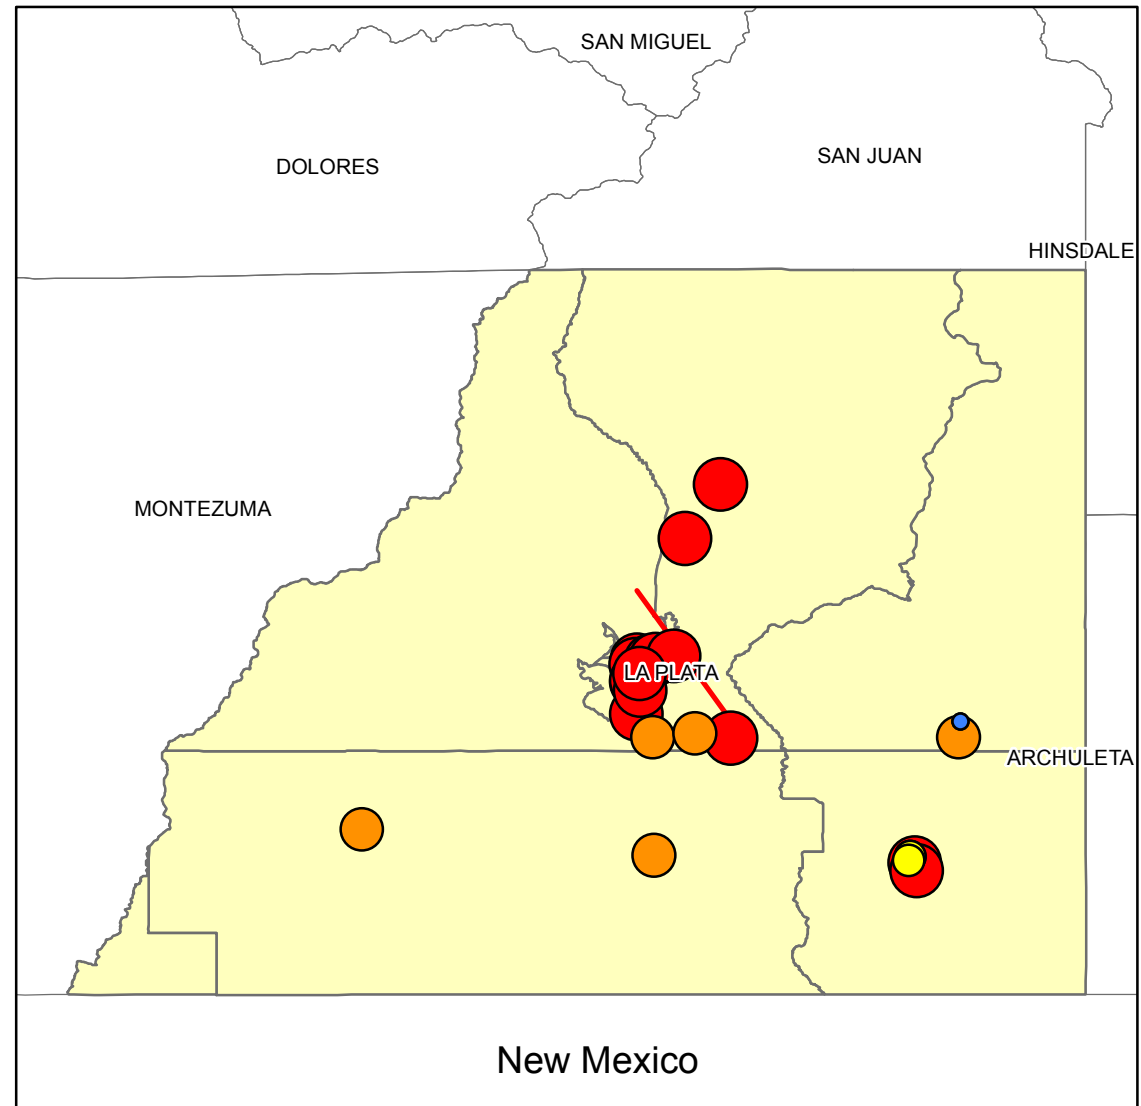 SAN MIGUEL
SAN JUAN
DOLORES
HINSDALE
MONTEZUMA
LA PLATA
ARCHULETA
New Mexico